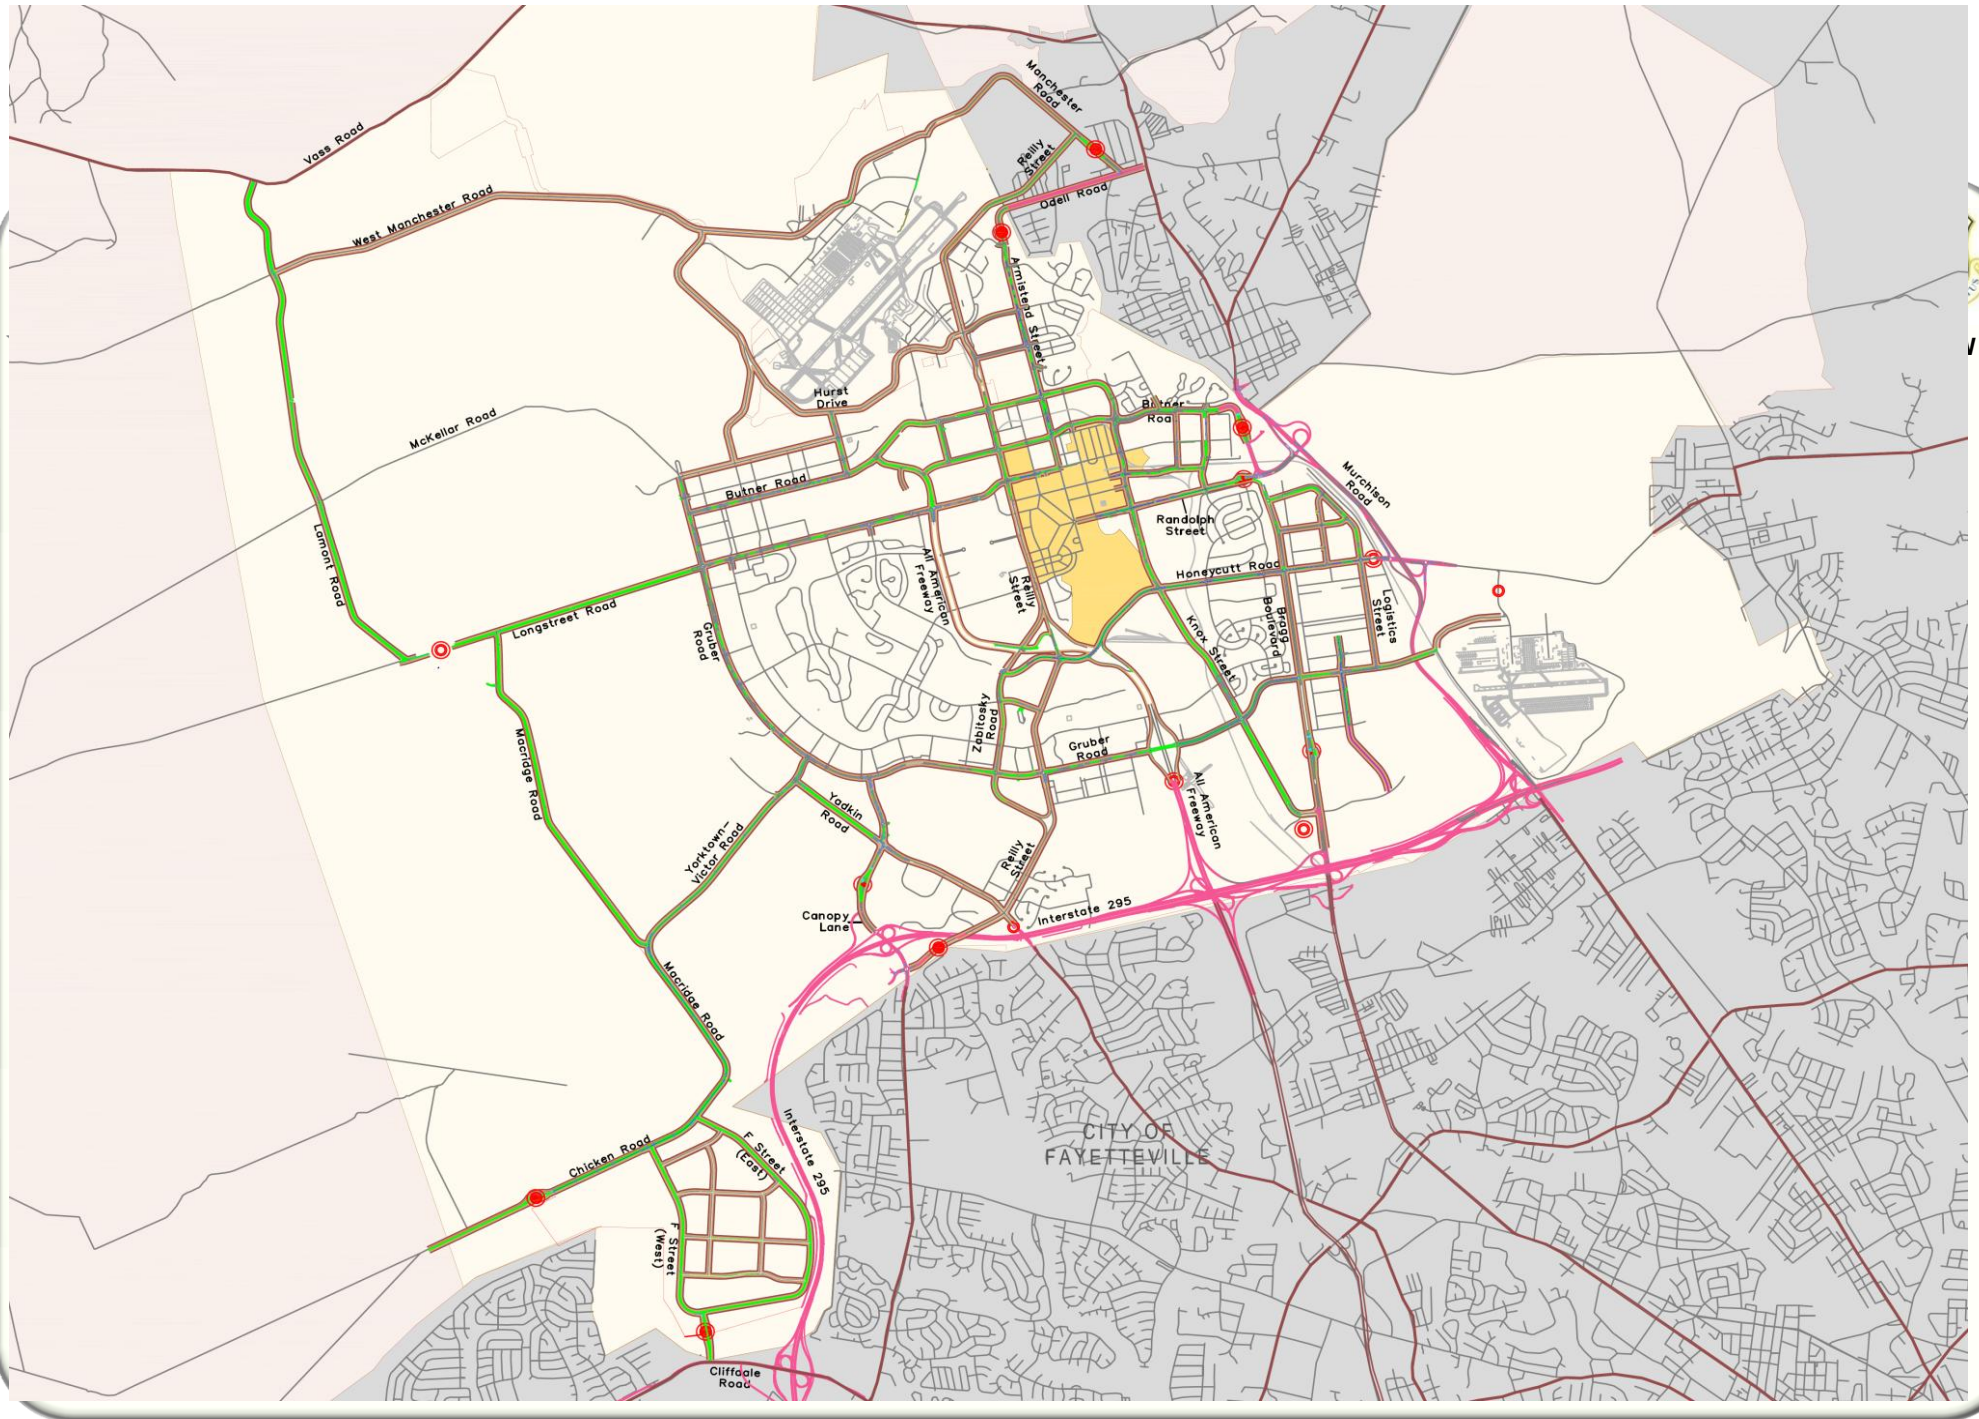 Manchester
Road
Vass Road
Reilly
Street
Odell Road
West Manchester Road
Armistead Street
Hurst
Drive
Butner
Road
McKellar Road
Murchison
Road
Butner Road
Randolph
Street
Lamont Road
All American
Freeway
Reilly
Street
Honeycutt Road
Longstreet Road
Logistics
Street
Bragg
Boulevard
Gruber
Road
Knox Street
Zabitosky
Road
Gruber
Road
Macridge Road
All American
Freeway
Yadkin
Road
Yorktown-
Victor Road
Reilly
Street
Canopy
Lane
Interstate 295
Macridge Road
CITY OF
FAYETTEVILLE
Interstate 295
F Street
(East)
Chicken Road
F Street
(West)
Cliffdale
Road